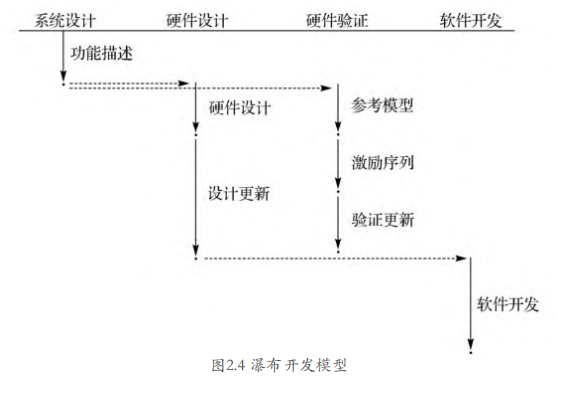 系统设计 硬件设计 硬件验证 软件开发
功能描述
硬件设计 参考模型
激励序列
设计更新
验证更新
软件开发
图2.4 瀑布开发模型